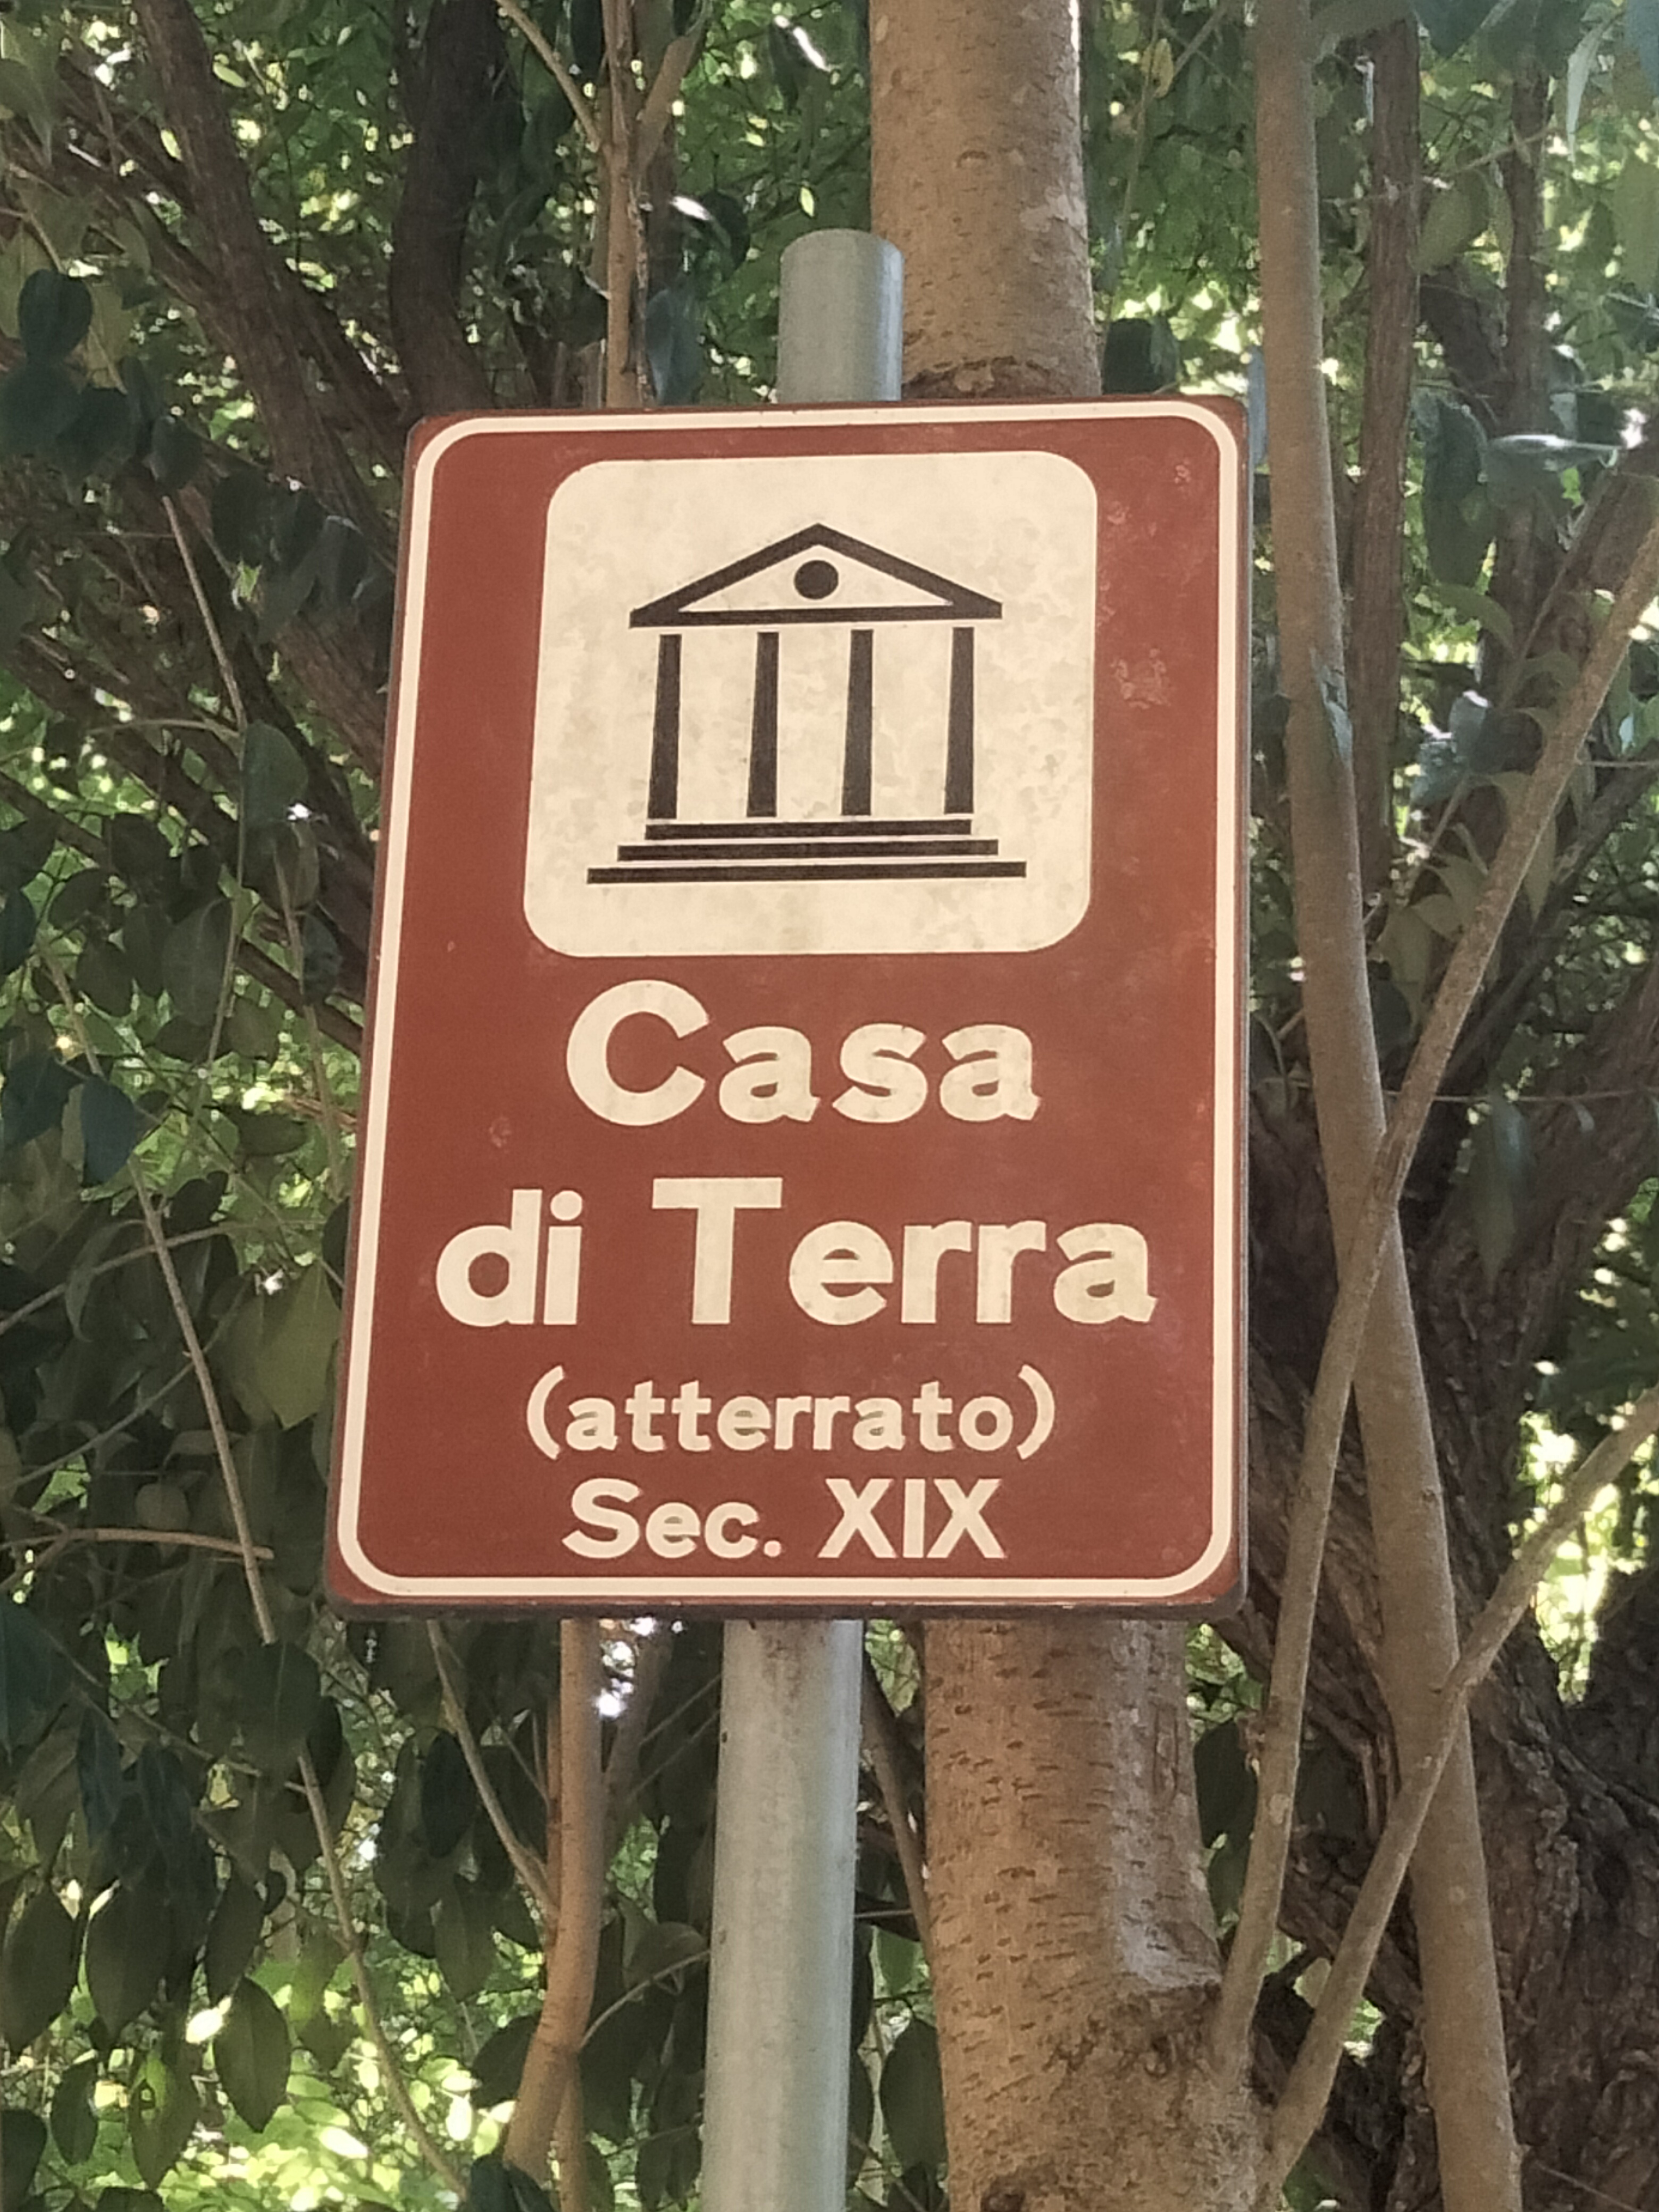 Casa
di Terra
(atterrato)
Sec. XIX